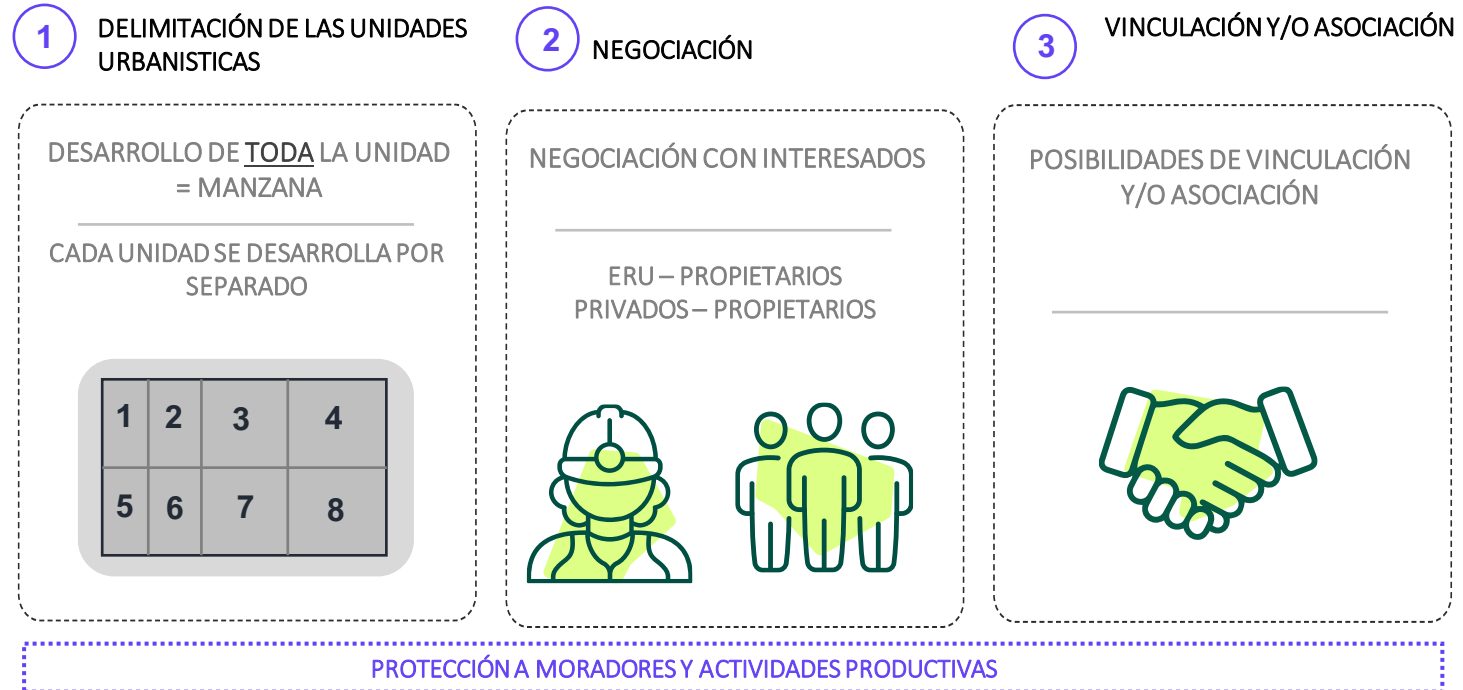 1
DELIMITACIÓN DE LAS UNIDADES
URBANISTICAS
DESARROLLO DE TODA LA UNIDAD
= MANZANA
CADA UNIDAD SE DESARROLLA POR
SEPARADO
1 2 3 4
5 6 7 8
2
NEGOCIACIÓN
NEGOCIACIÓN CON INTERESADOS
ERU – PROPIETARIOS
PRIVADOS – PROPIETARIOS
3
VINCULACIÓN Y/O ASOCIACIÓN
POSIBILIDADES DE VINCULACIÓN
Y/O ASOCIACIÓN
PROTECCIÓN A MORADORES Y ACTIVIDADES PRODUCTIVAS